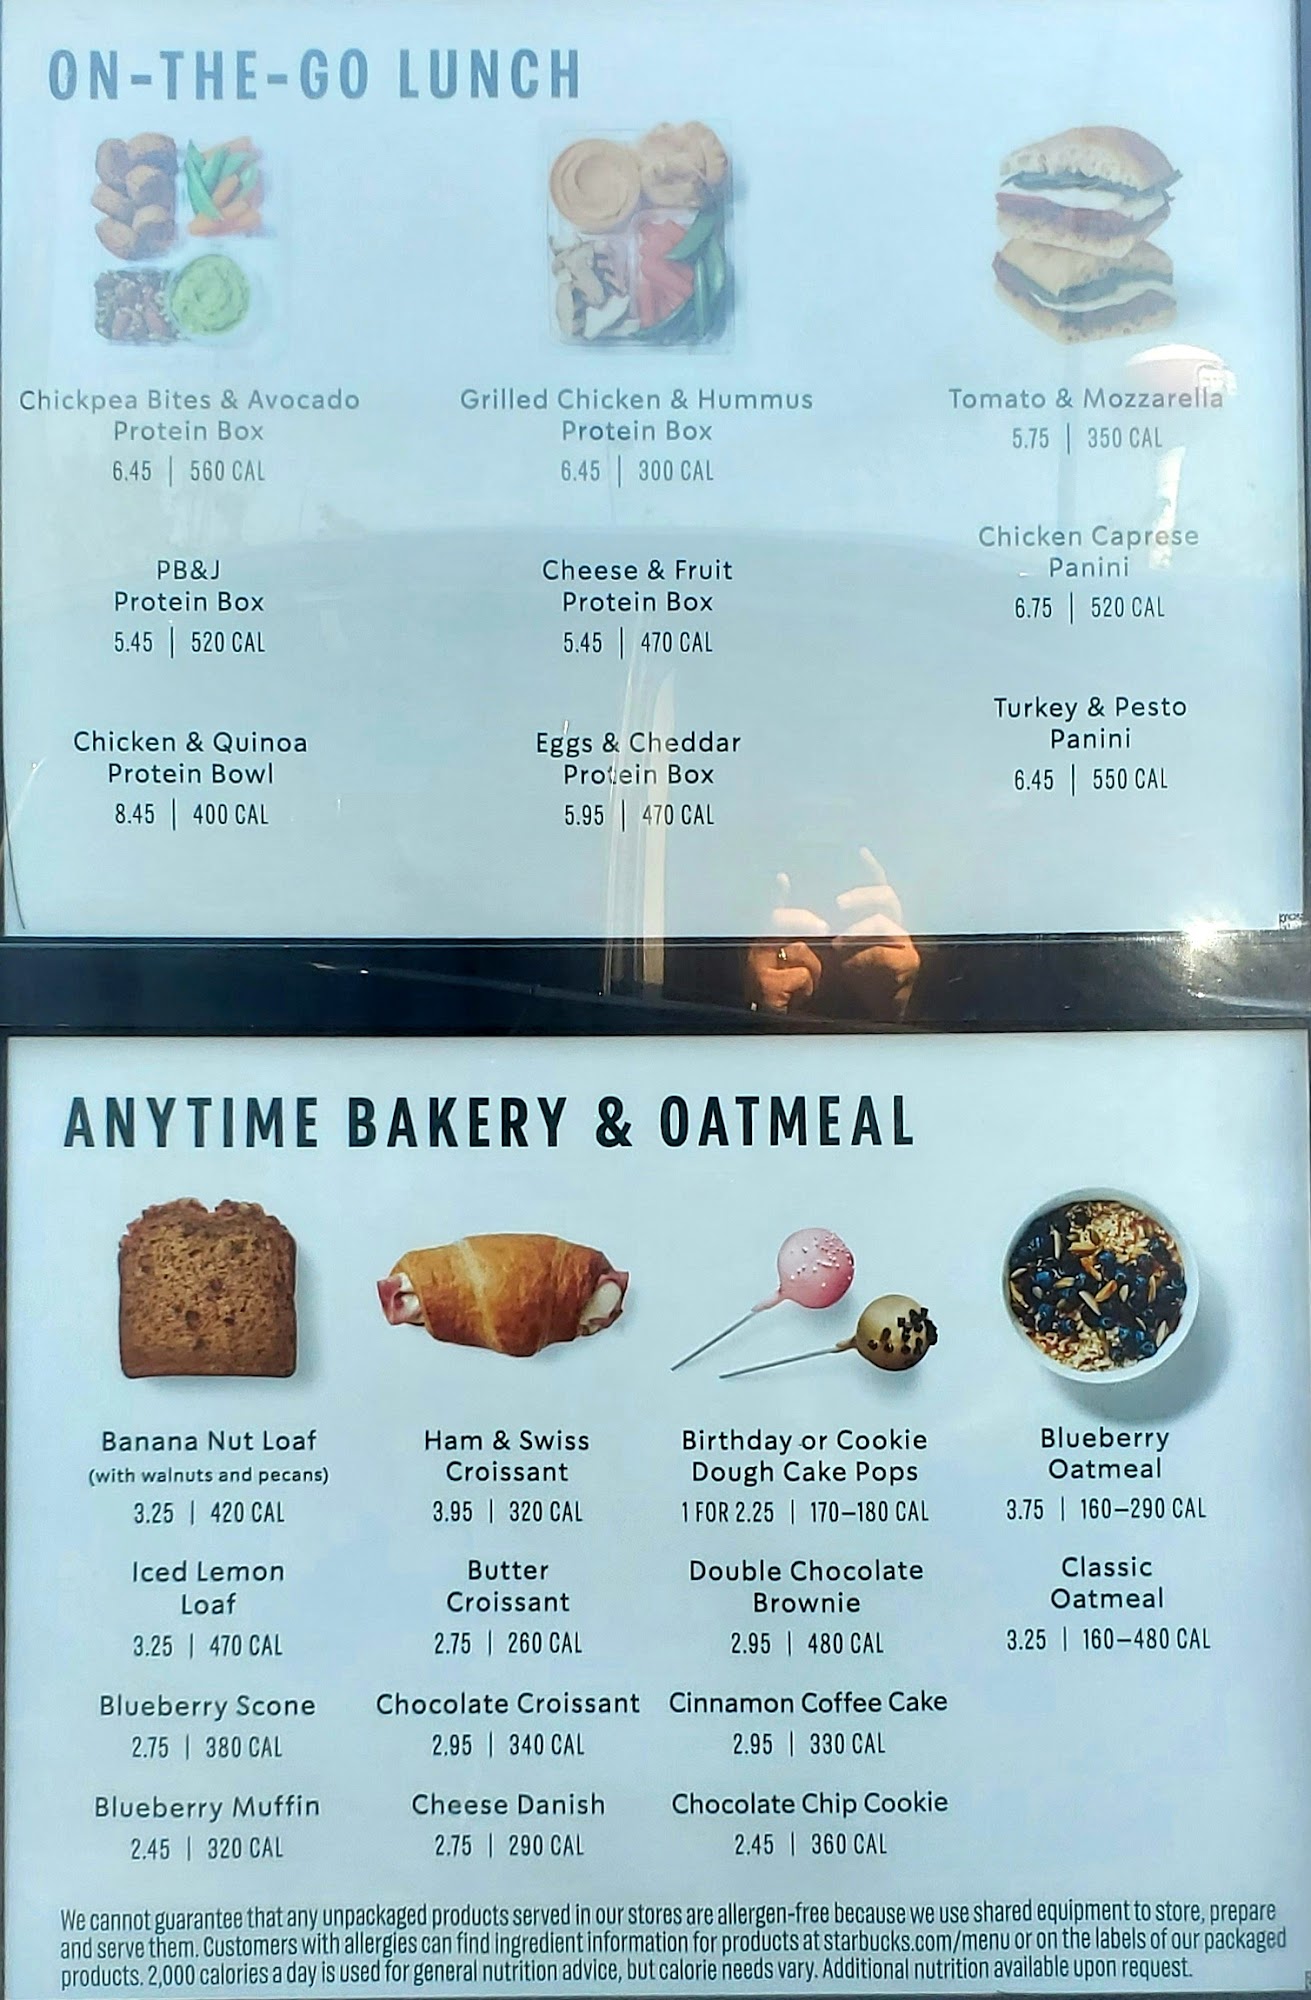 ON-THE-GO LUNCH
Chickpea Bites & Avocado
Protein Box
6.45 | 560 CAL
Grilled Chicken & Hummus
Protein Box
6.45 | 300 CAL
Tomato & Mozzarella
5.75 | 350 CAL
PB&J
Protein Box
5.45 | 520 CAL
Cheese & Fruit
Protein Box
5.45 | 470 CAL
Chicken Caprese
Panini
6.75 | 520 CAL
Chicken & Quinoa
Protein Bowl
8.45 | 400 CAL
Eggs & Cheddar
Protein Box
5.95 | 470 CAL
Turkey & Pesto
Panini
6.45 | 550 CAL
ANYTIME BAKERY & OATMEAL
Banana Nut Loaf
(with walnuts and pecans)
3.25 | 420 CAL
Ham & Swiss
Croissant
3.95 | 320 CAL
Birthday or Cookie
Dough Cake Pops
1 FOR 2.25 | 170–180 CAL
Blueberry
Oatmeal
3.75 | 160–290 CAL
Iced Lemon
Loaf
3.25 | 470 CAL
Butter
Croissant
2.75 | 260 CAL
Double Chocolate
Brownie
2.95 | 480 CAL
Classic
Oatmeal
3.25 | 160–480 CAL
Blueberry Scone
2.75 | 380 CAL
Chocolate Croissant
2.95 | 340 CAL
Cinnamon Coffee Cake
2.95 | 330 CAL
Blueberry Muffin
2.45 | 320 CAL
Cheese Danish
2.75 | 290 CAL
Chocolate Chip Cookie
2.45 | 360 CAL
We cannot guarantee that any unpackaged products served in our stores are allergen-free because we use shared equipment to store, prepare
and serve them. Customers with allergies can find ingredient information for products at starbucks.com/menu or on the labels of our packaged
products. 2,000 calories a day is used for general nutrition advice, but calorie needs vary. Additional nutrition available upon request.